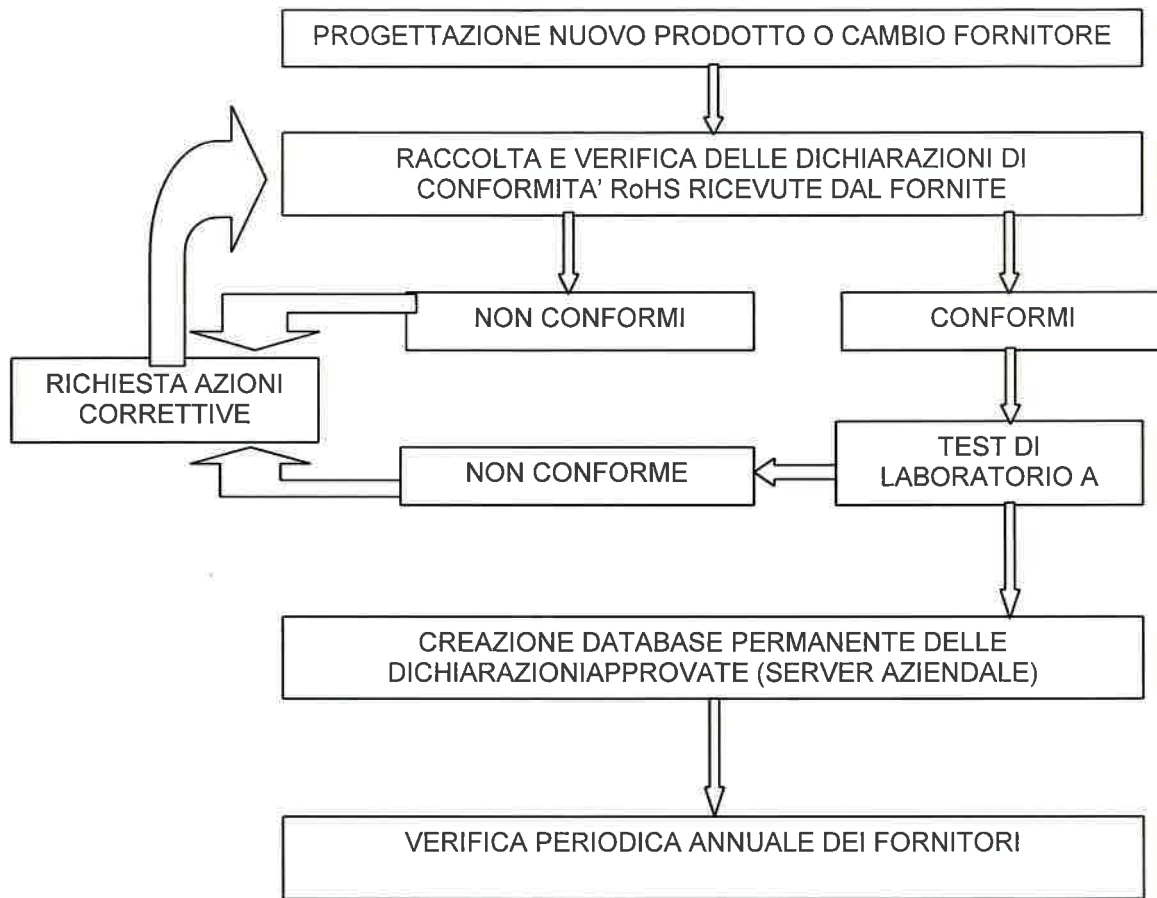 PROGETTAZIONE NUOVO PRODOTTO O CAMBIO FORNITORE
RACCOLTA E VERIFICA DELLE DICHIARAZIONI DI
CONFORMITA' RoHS RICEVUTE DAL FORNITE
NON CONFORMI
CONFORMI
RICHIESTA AZIONI
CORRETTIVE
NON CONFORME
TEST DI
LABORATORIO A
CREAZIONE DATABASE PERMANENTE DELLE
DICHIARAZIONIAPPROVATE (SERVER AZIENDALE)
VERIFICA PERIODICA ANNUALE DEI FORNITORI